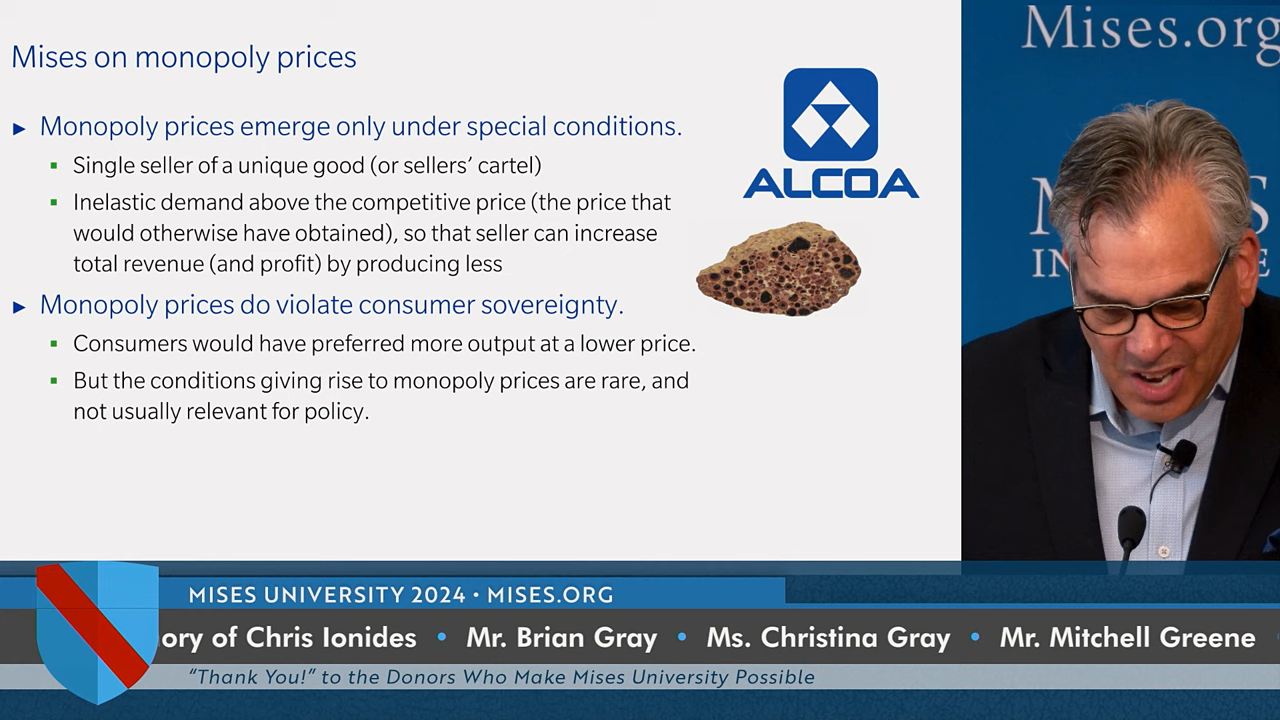 Mises on monopoly prices
► Monopoly prices emerge only under special conditions.
▪ Single seller of a unique good (or sellers’ cartel)
▪ Inelastic demand above the competitive price (the price that
would otherwise have obtained), so that seller can increase
total revenue (and profit) by producing less
► Monopoly prices do violate consumer sovereignty.
▪ Consumers would have preferred more output at a lower price.
▪ But the conditions giving rise to monopoly prices are rare, and
not usually relevant for policy.
ALCOA
Mises.org
MISES UNIVERSITY 2024 • MISES.ORG
ory of Chris Ionides • Mr. Brian Gray • Ms. Christina Gray • Mr. Mitchell Greene
“Thank You!” to the Donors Who Make Mises University Possible